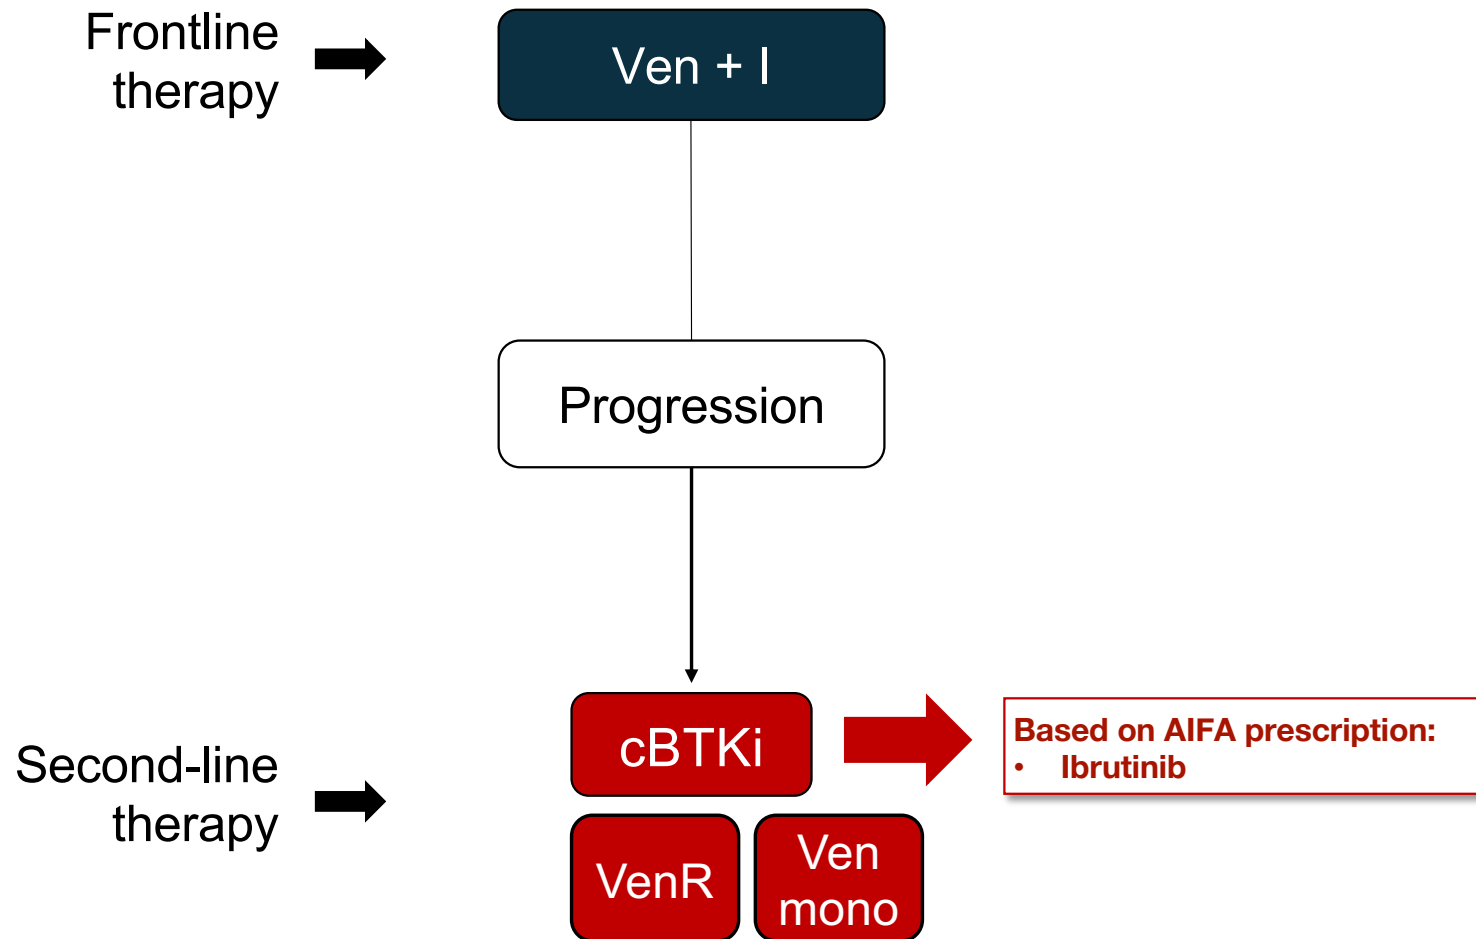 Frontline
therapy
Ven + I
Progression
Second-line
therapy
cBTKi
Based on AIFA prescription:
• Ibrutinib
VenR
Ven
mono